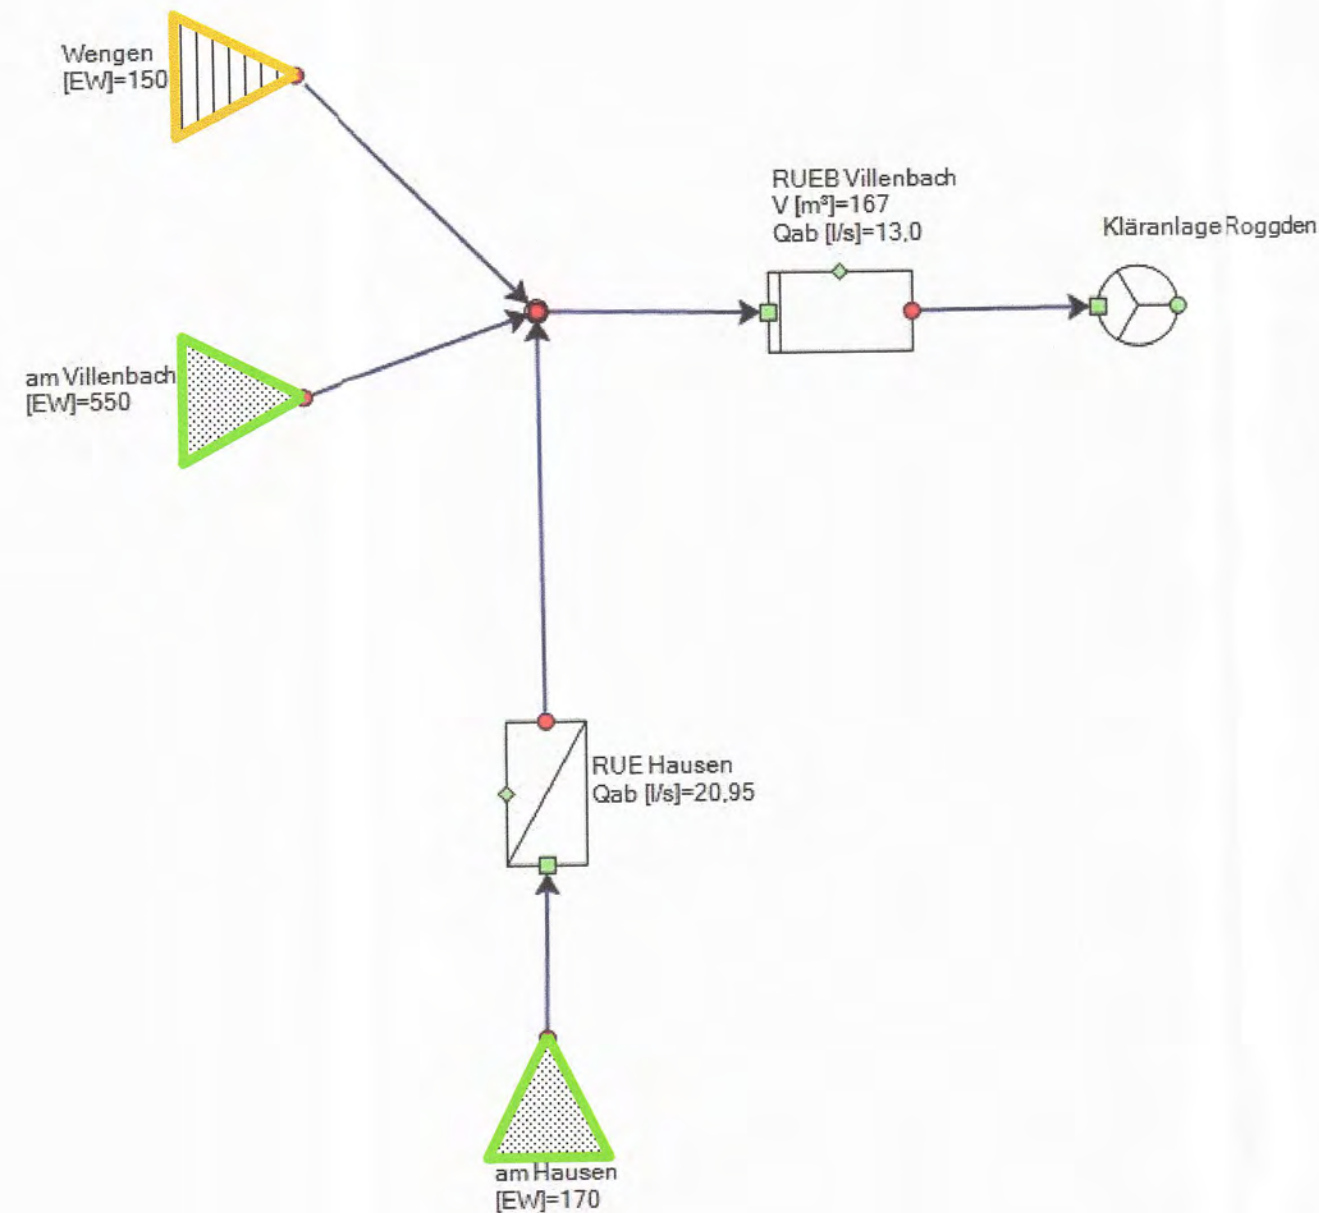 Wengen
[EW]=150
RUEB Villenbach
V [m³]=167
Qab [l/s]=13,0
Kläranlage Roggden
am Villenbach
[EW]=550
RUE Hausen
Qab [l/s]=20,95
am Hausen
[EW]=170